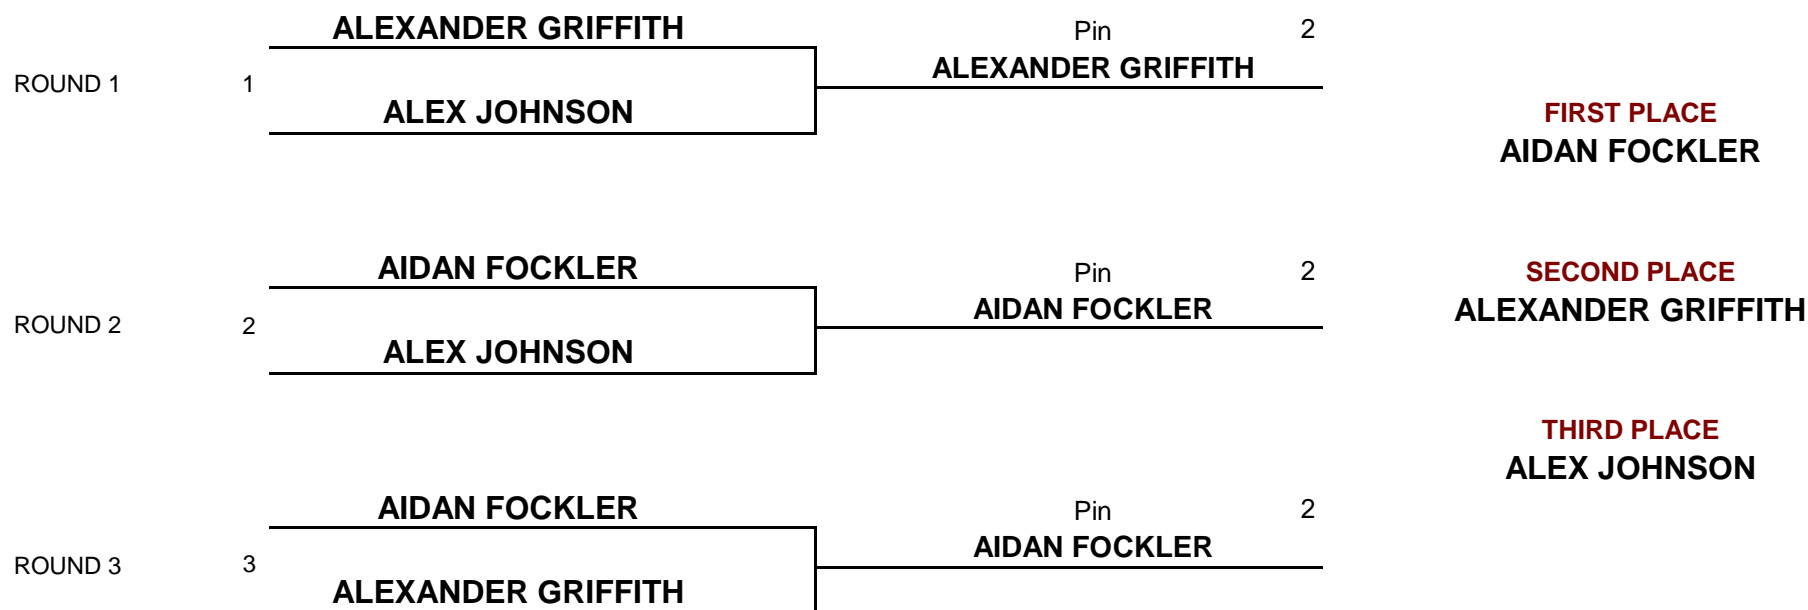 ALEXANDER GRIFFITH
Pin 2
ROUND 1 1
ALEXANDER GRIFFITH
ALEX JOHNSON
FIRST PLACE
AIDAN FOCKLER
AIDAN FOCKLER
Pin 2
ROUND 2 2
AIDAN FOCKLER
ALEX JOHNSON
SECOND PLACE
ALEXANDER GRIFFITH
THIRD PLACE
ALEX JOHNSON
AIDAN FOCKLER
Pin 2
ROUND 3 3
AIDAN FOCKLER
ALEXANDER GRIFFITH